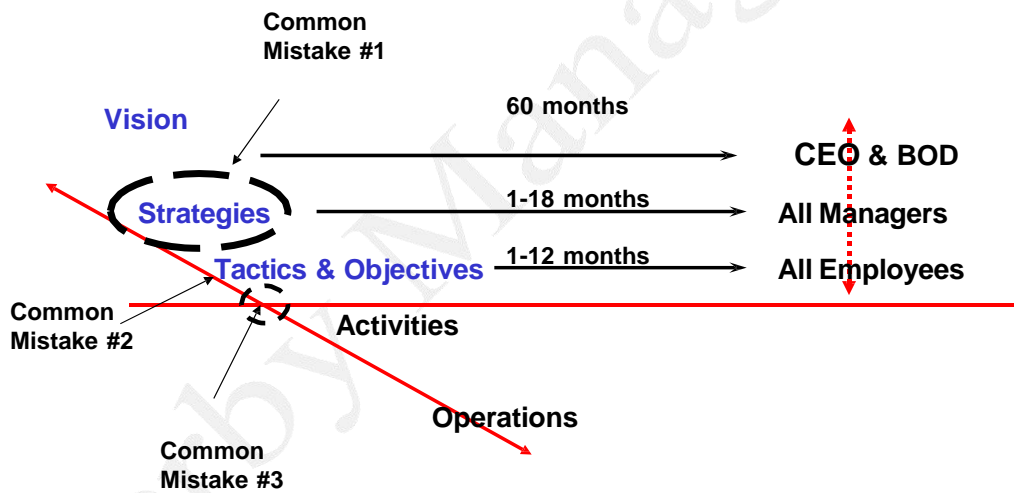 Common
Mistake #1
Vision
60 months
CEO & BOD
Strategies
1-18 months
All Managers
Tactics & Objectives
1-12 months
All Employees
Common
Mistake #2
Activities
Operations
Common
Mistake #3